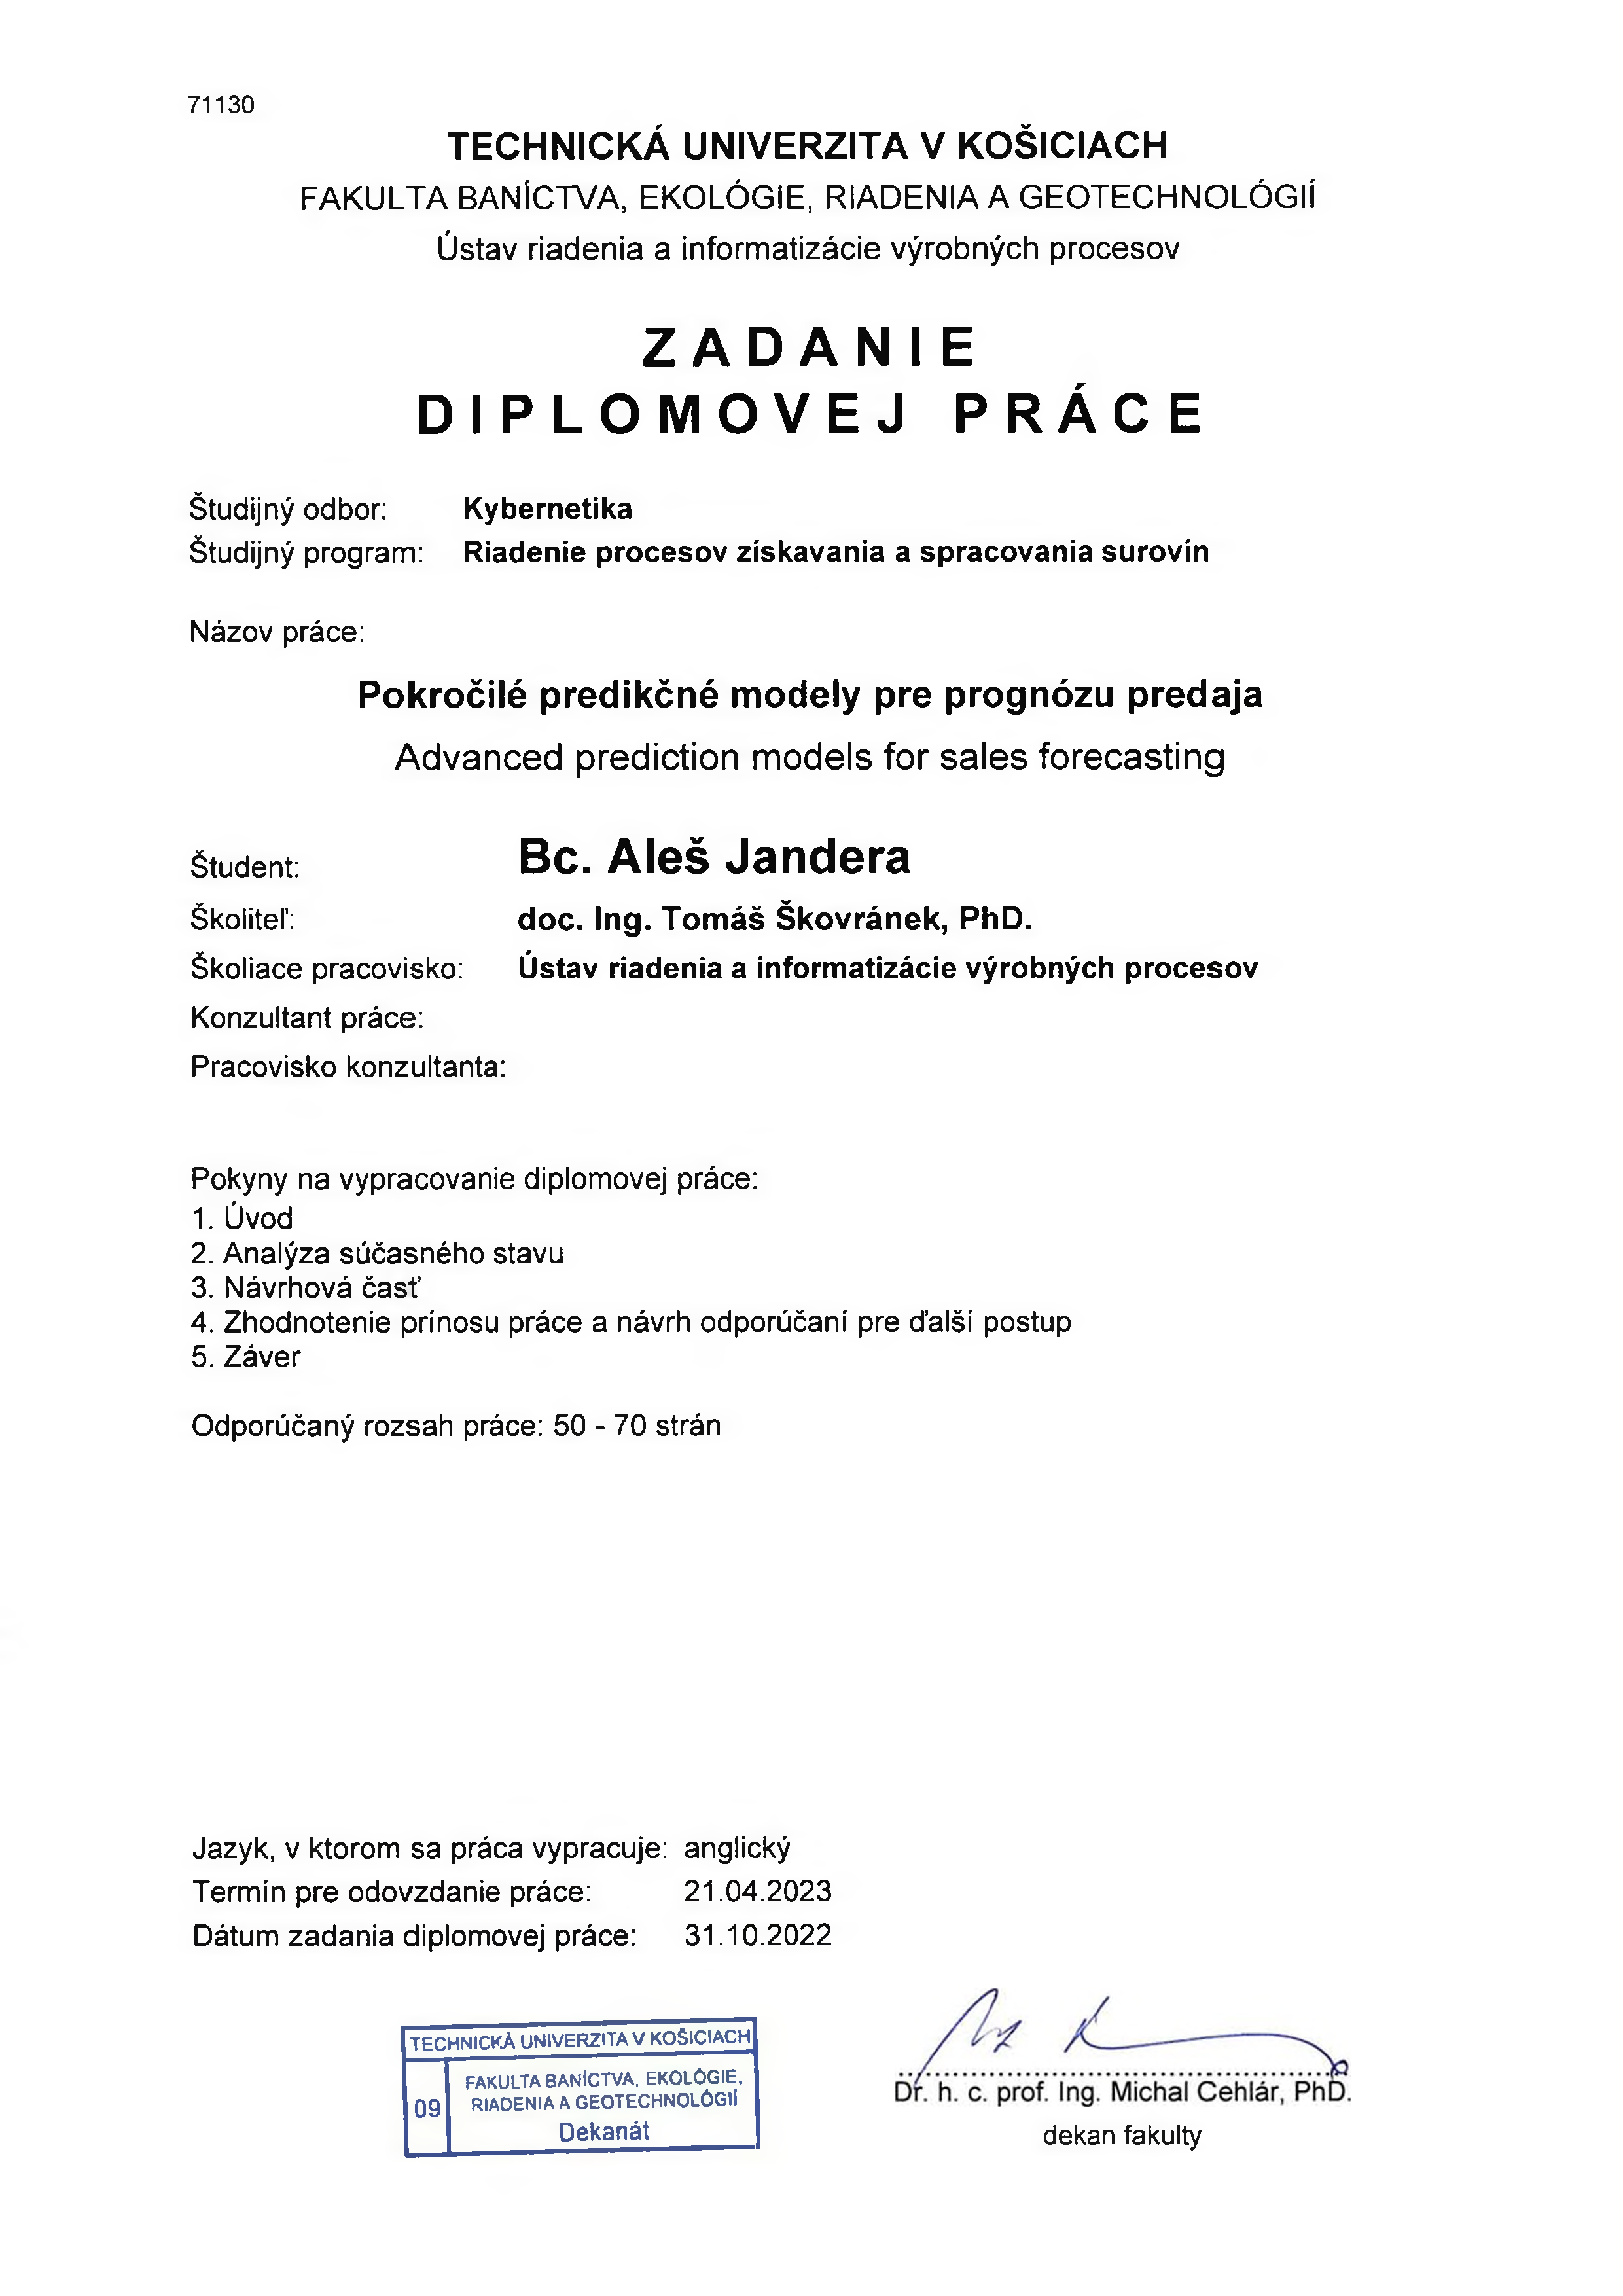 71130
TECHNICKÁ UNIVERZITA V KOŠICIACH
FAKULTA BANÍCTVA, EKOLÓGIE, RIADENIA A GEOTECHNOLÓGIÍ
Ústav riadenia a informatizácie výrobných procesov
ZADANIE
DIPLOMOVEJ PRÁCE
Študijný odbor: Kybernetika
Študijný program: Riadenie procesov získavania a spracovania surovín
Názov práce:
Pokročilé predikčné modely pre prognózu predaja
Advanced prediction models for sales forecasting
Študent: Bc. Aleš Jandera
Školiteľ: doc. Ing. Tomáš Škovránek, PhD.
Školiace pracovisko: Ústav riadenia a informatizácie výrobných procesov
Konzultant práce:
Pracovisko konzultanta:
Pokyny na vypracovanie diplomovej práce:
1. Úvod
2. Analýza súčasného stavu
3. Návrhová časť
4. Zhodnotenie prínosu práce a návrh odporúčaní pre ďalší postup
5. Záver
Odporúčaný rozsah práce: 50 - 70 strán
Jazyk, v ktorom sa práca vypracuje: anglický
Termín pre odovzdanie práce: 21.04.2023
Dátum zadania diplomovej práce: 31.10.2022
TECHNICKÁ UNIVERZITA V KOŠICIACH
09
FAKULTA BANÍCTVA, EKOLÓGIE,
RIADENIA A GEOTECHNOLÓGIÍ
Dekanát
Dr. h. c. prof. Ing. Michal Cehlár, PhD.
dekan fakulty